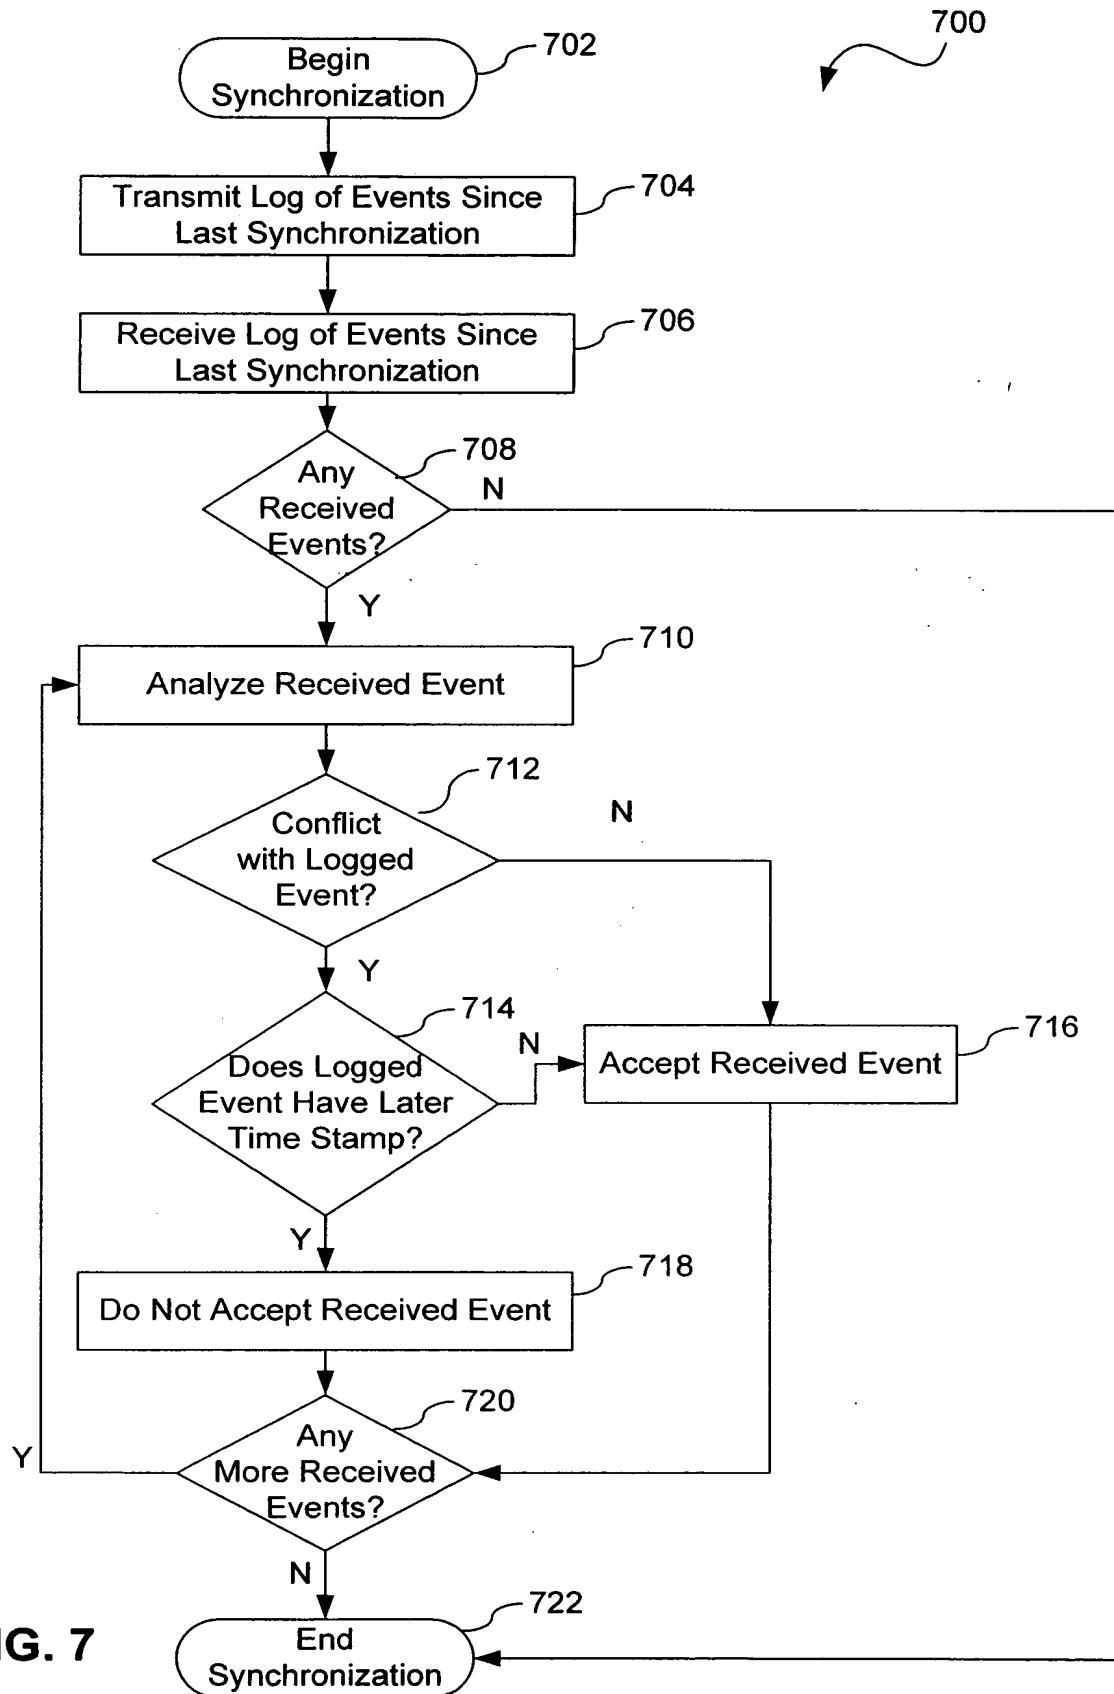 700
Begin
Synchronization
702
Transmit Log of Events Since
Last Synchronization
704
Receive Log of Events Since
Last Synchronization
706
Any
Received
Events?
708
N
Y
Analyze Received Event
710
Conflict
with Logged
Event?
712
N
Y
Does Logged
Event Have Later
Time Stamp?
714
N
Accept Received Event
716
Y
Do Not Accept Received Event
718
Any
More Received
Events?
720
Y
N
End
Synchronization
722
IG. 7